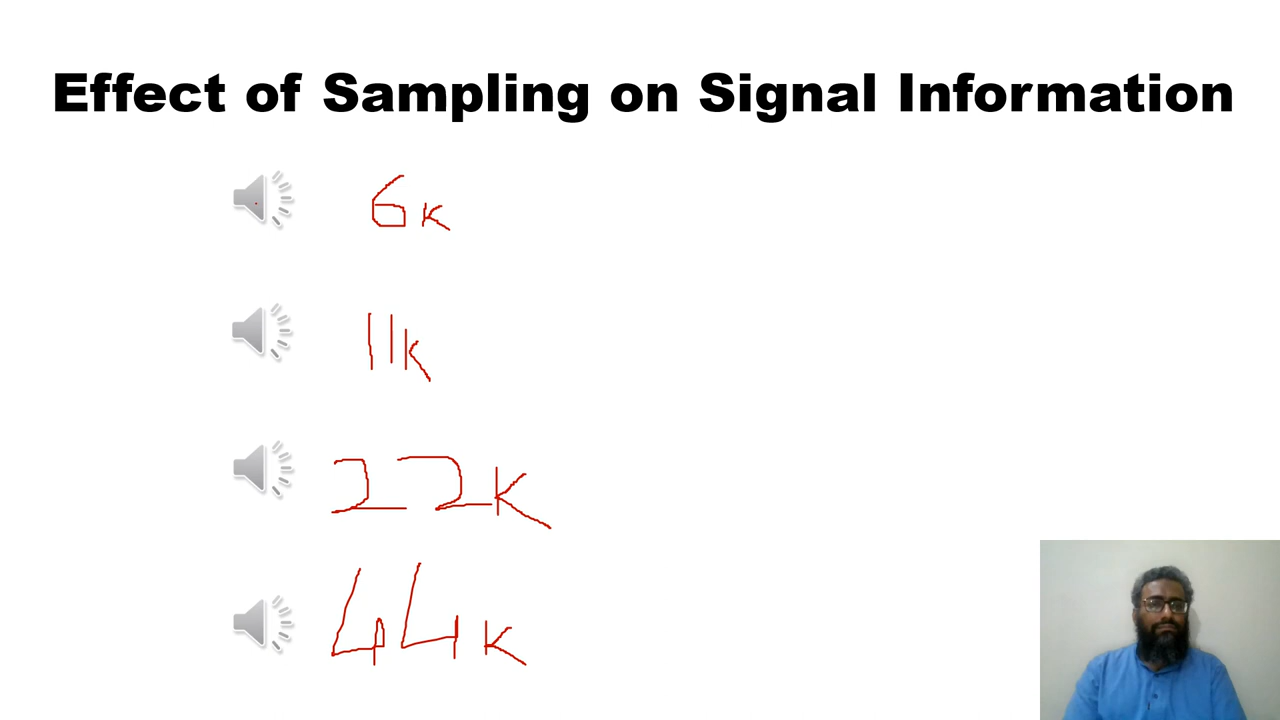 Effect of Sampling on Signal Information
6k
11k
22k
44k